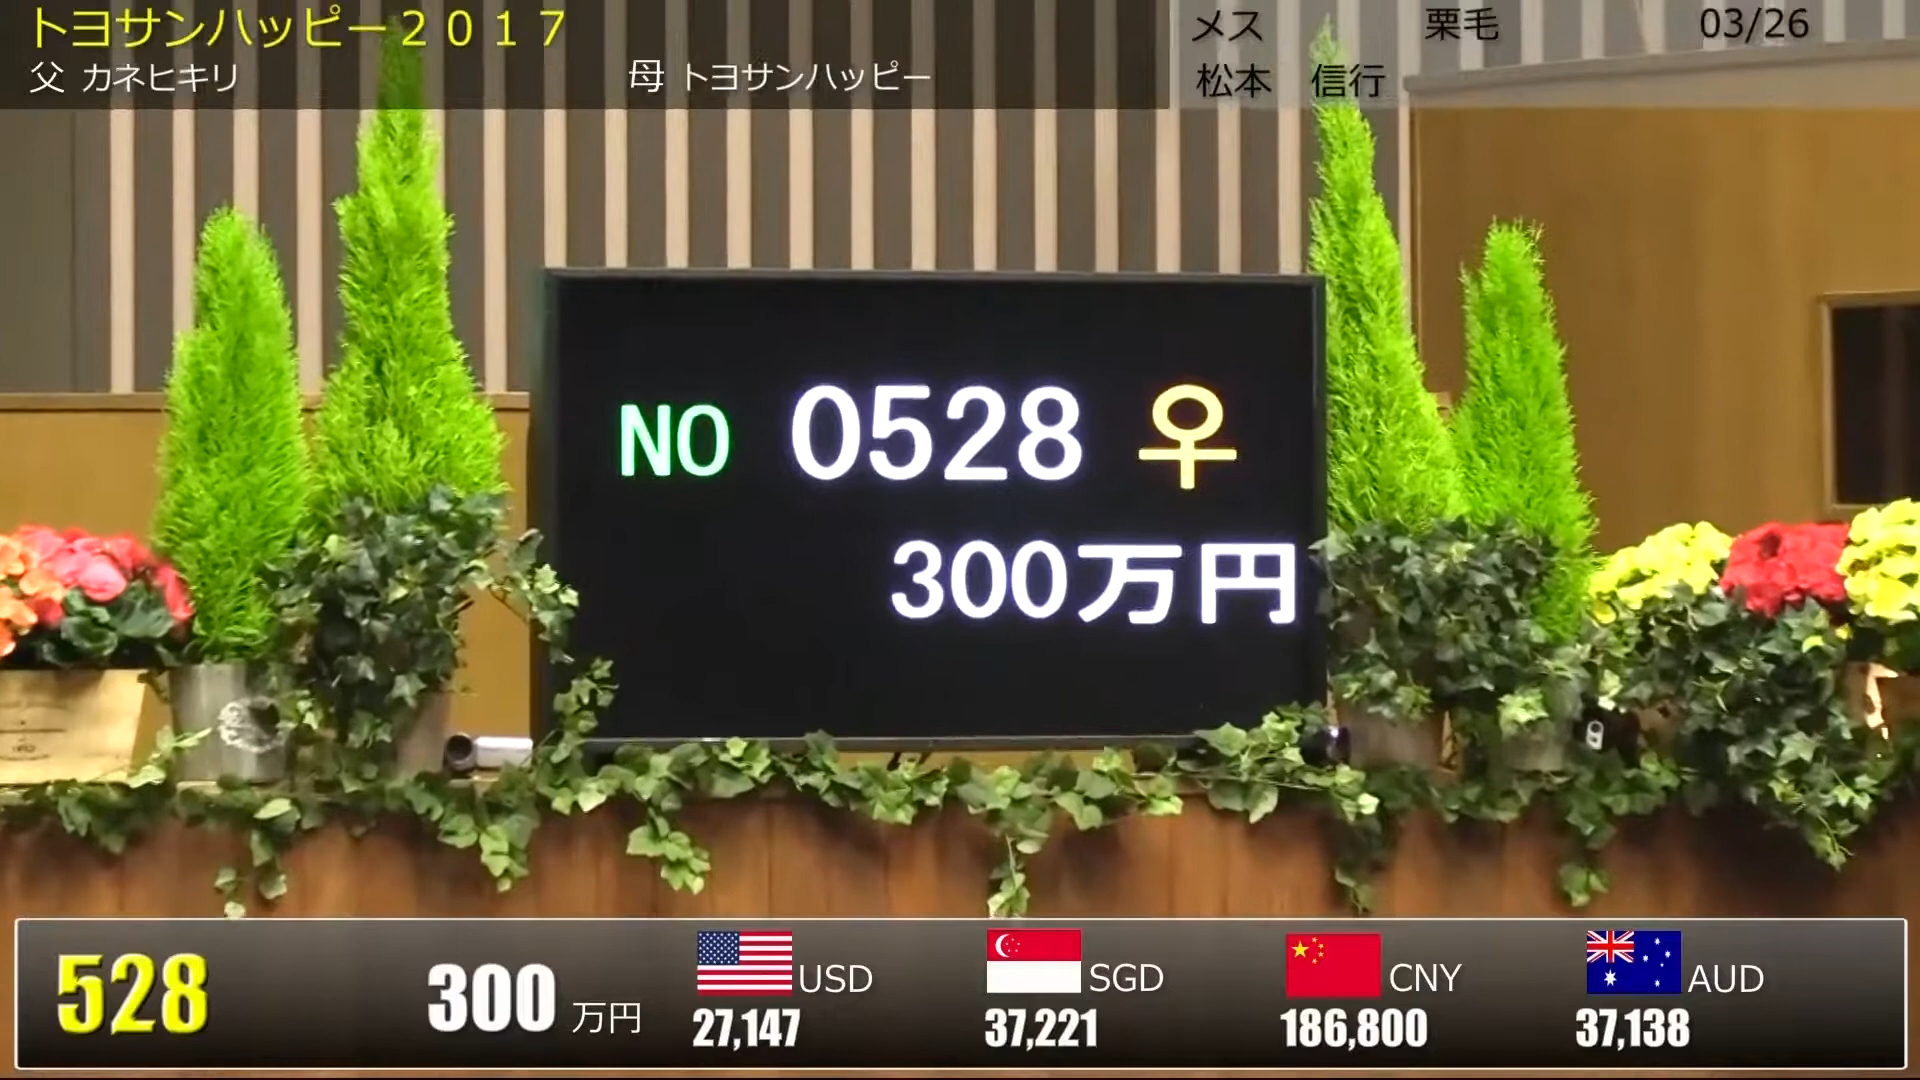 トヨサンハッピー２０１７
父 カネヒキリ 母 トヨサンハッピー
メス 栗毛 03/26
松本 信行
NO 0528 ♀
300万円
528 300 万円
USD SGD CNY AUD
27,147 37,221 186,800 37,138